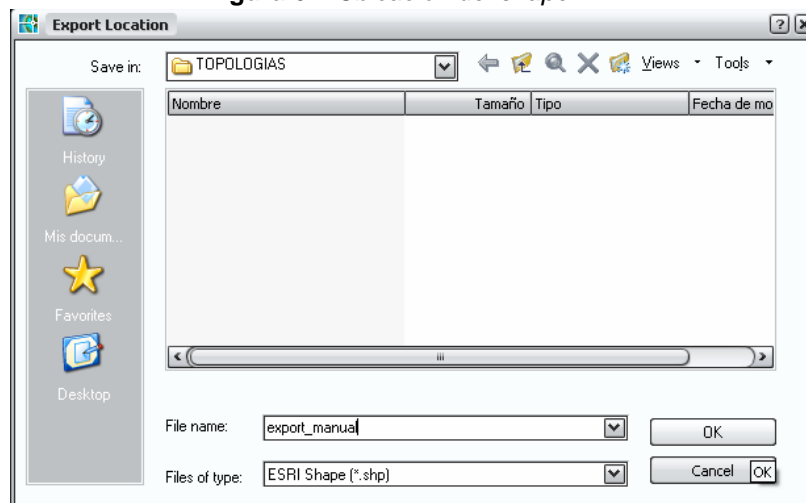 Export Location
Save in:
TOPOLOGIAS
Views
Tools
Nombre
Tamaño
Tipo
Fecha de mo
History
Mis docum...
Favorites
Desktop
File name:
export_manual
OK
Files of type:
ESRI Shape (*.shp)
Cancel
OK